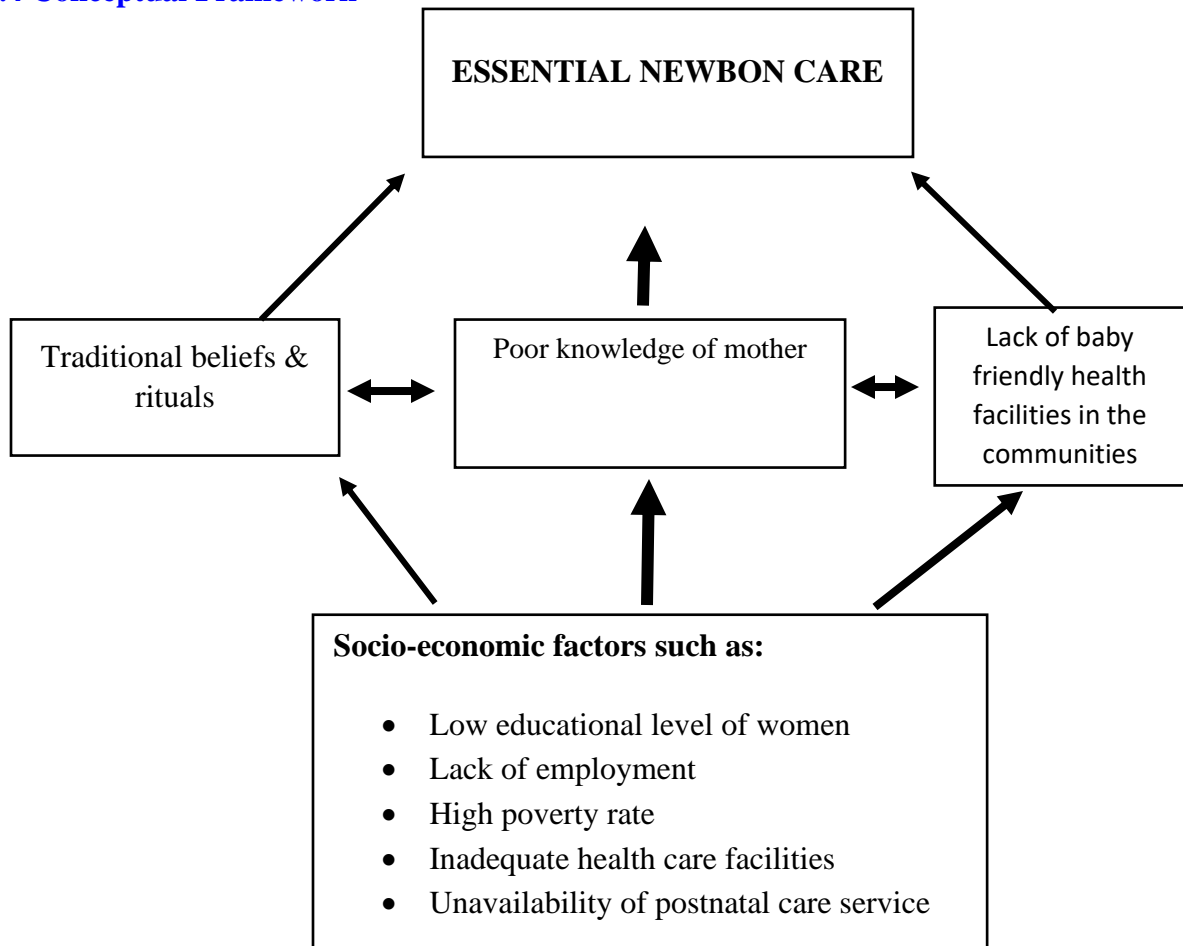 Conceptual Framework
ESSENTIAL NEWBON CARE
Traditional beliefs &
rituals
Poor knowledge of mother
Lack of baby
friendly health
facilities in the
communities
Socio-economic factors such as:
• Low educational level of women
• Lack of employment
• High poverty rate
• Inadequate health care facilities
• Unavailability of postnatal care service